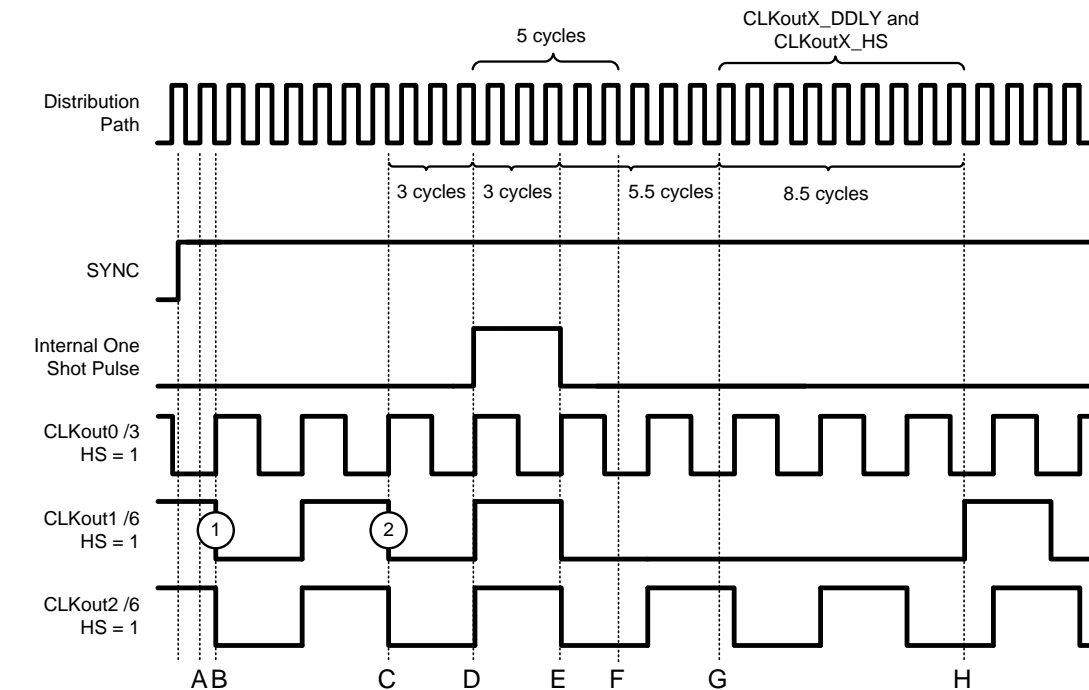 CLKoutX_DDLY and
CLKoutX_HS
5 cycles
Distribution
Path
3 cycles
3 cycles
5.5 cycles
8.5 cycles
SYNC
Internal One
Shot Pulse
CLKout0 /3
HS = 1
CLKout1 /6
HS = 1
1
2
CLKout2 /6
HS = 1
A B C D E F G H